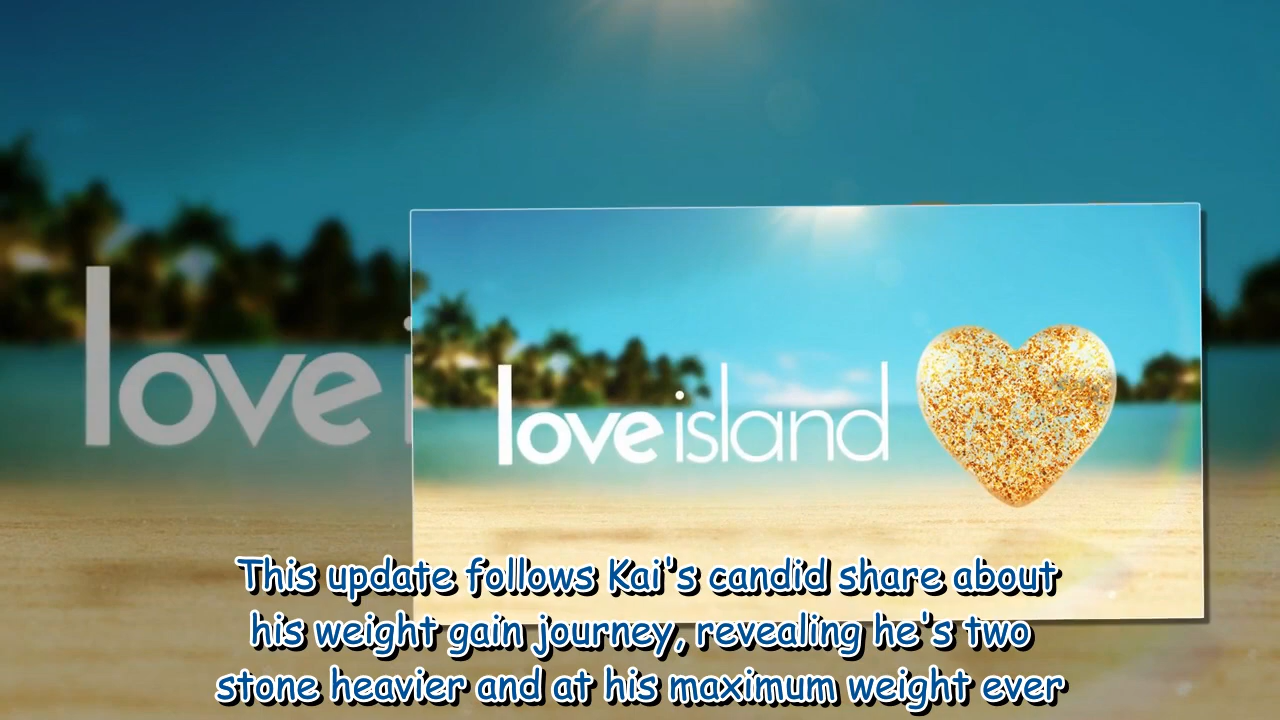 love i
love island
This update follows Kai's candid share about
his weight gain journey, revealing he's two
stone heavier and at his maximum weight ever